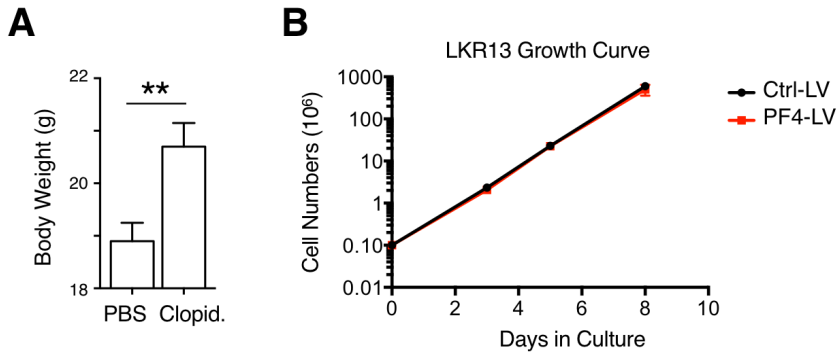 A
B
Body Weight (g)
22
20
18
**
PBS Clopid.
LKR13 Growth Curve
Cell Numbers (10⁶)
1000
100
10
1
0.10
0.01
0 2 4 6 8 10
Days in Culture
Ctrl-LV
PF4-LV